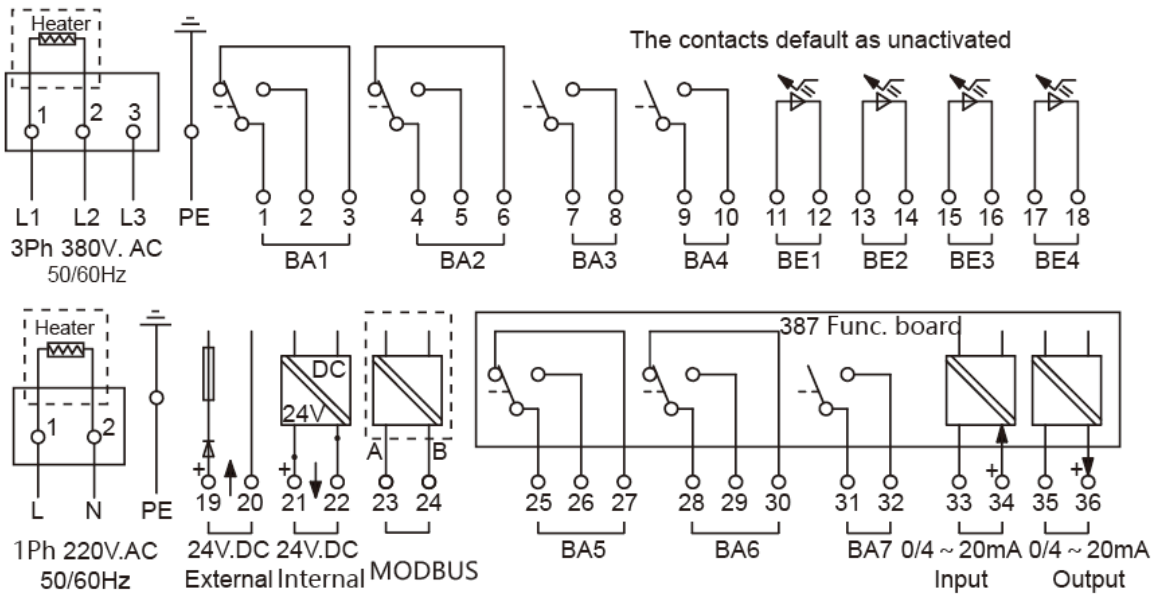 Heater
The contacts default as unactivated
1 2 3
L1 L2 L3 PE 1 2 3 4 5 6 7 8 9 10 11 12 13 14 15 16 17 18
3Ph 380V. AC
50/60Hz
BA1 BA2 BA3 BA4 BE1 BE2 BE3 BE4
Heater
387 Func. board
DC
24V
1 2
A B
+ + + +
L N PE 19 20 21 22 23 24 25 26 27 28 29 30 31 32 33 34 35 36
1Ph 220V.AC 24V.DC 24V.DC MODBUS BA5 BA6 BA7 0/4 ~ 20mA 0/4 ~ 20mA
50/60Hz External Internal Input Output